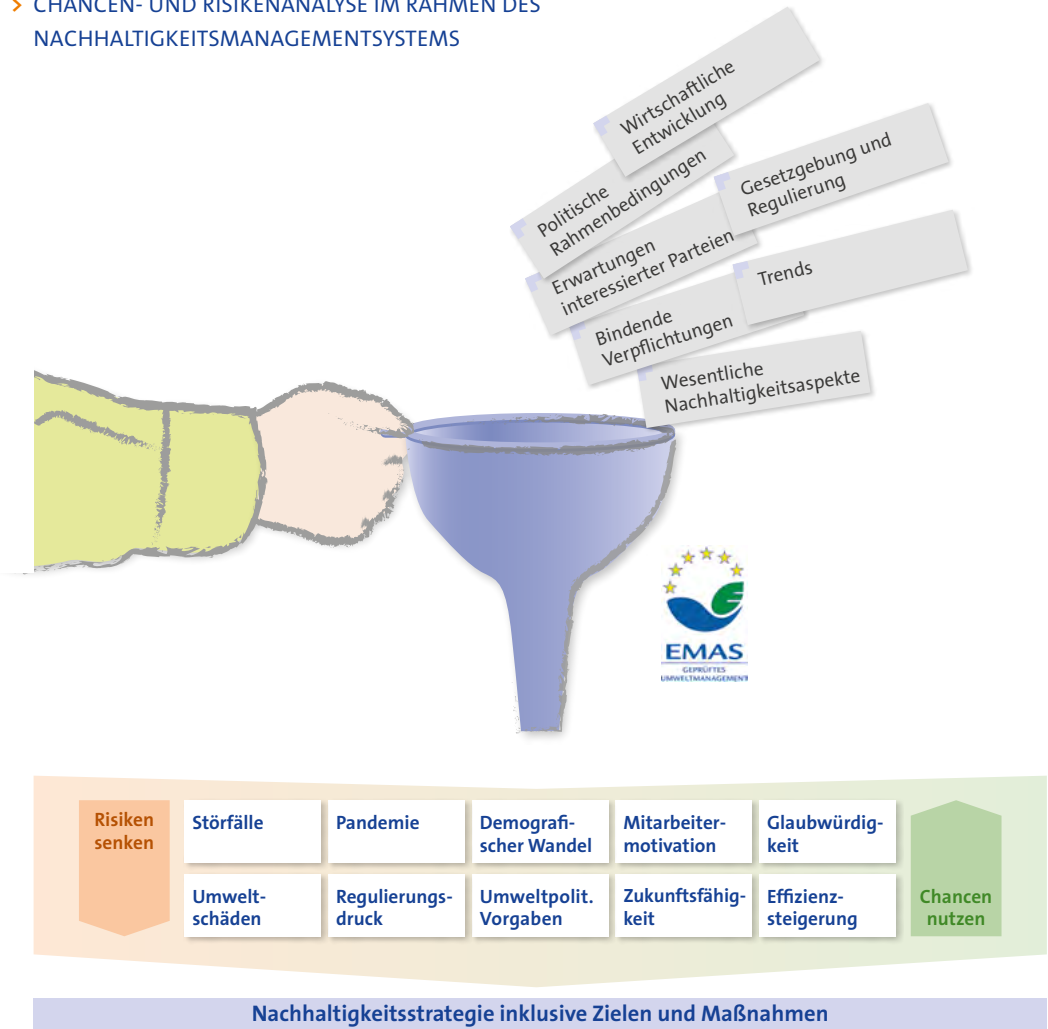 > CHANCEN- UND RISIKENANALYSE IM RAHMEN DES
NACHHALTIGKEITSMANAGEMENTSYSTEMS
Wirtschaftliche
Entwicklung
Politische
Rahmenbedingungen
Gesetzgebung und
Regulierung
Erwartungen
interessierter Parteien
Trends
Bindende
Verpflichtungen
Wesentliche
Nachhaltigkeitsaspekte
EMAS
GEPRÜFTES
UMWELTMANAGEMENT
Risiken
senken
Störfälle
Pandemie
Demografi-
scher Wandel
Mitarbeiter-
motivation
Glaubwürdig-
keit
Umwelt-
schäden
Regulierungs-
druck
Umweltpolit.
Vorgaben
Zukunftsfähig-
keit
Effizienz-
steigerung
Chancen
nutzen
Nachhaltigkeitsstrategie inklusive Zielen und Maßnahmen